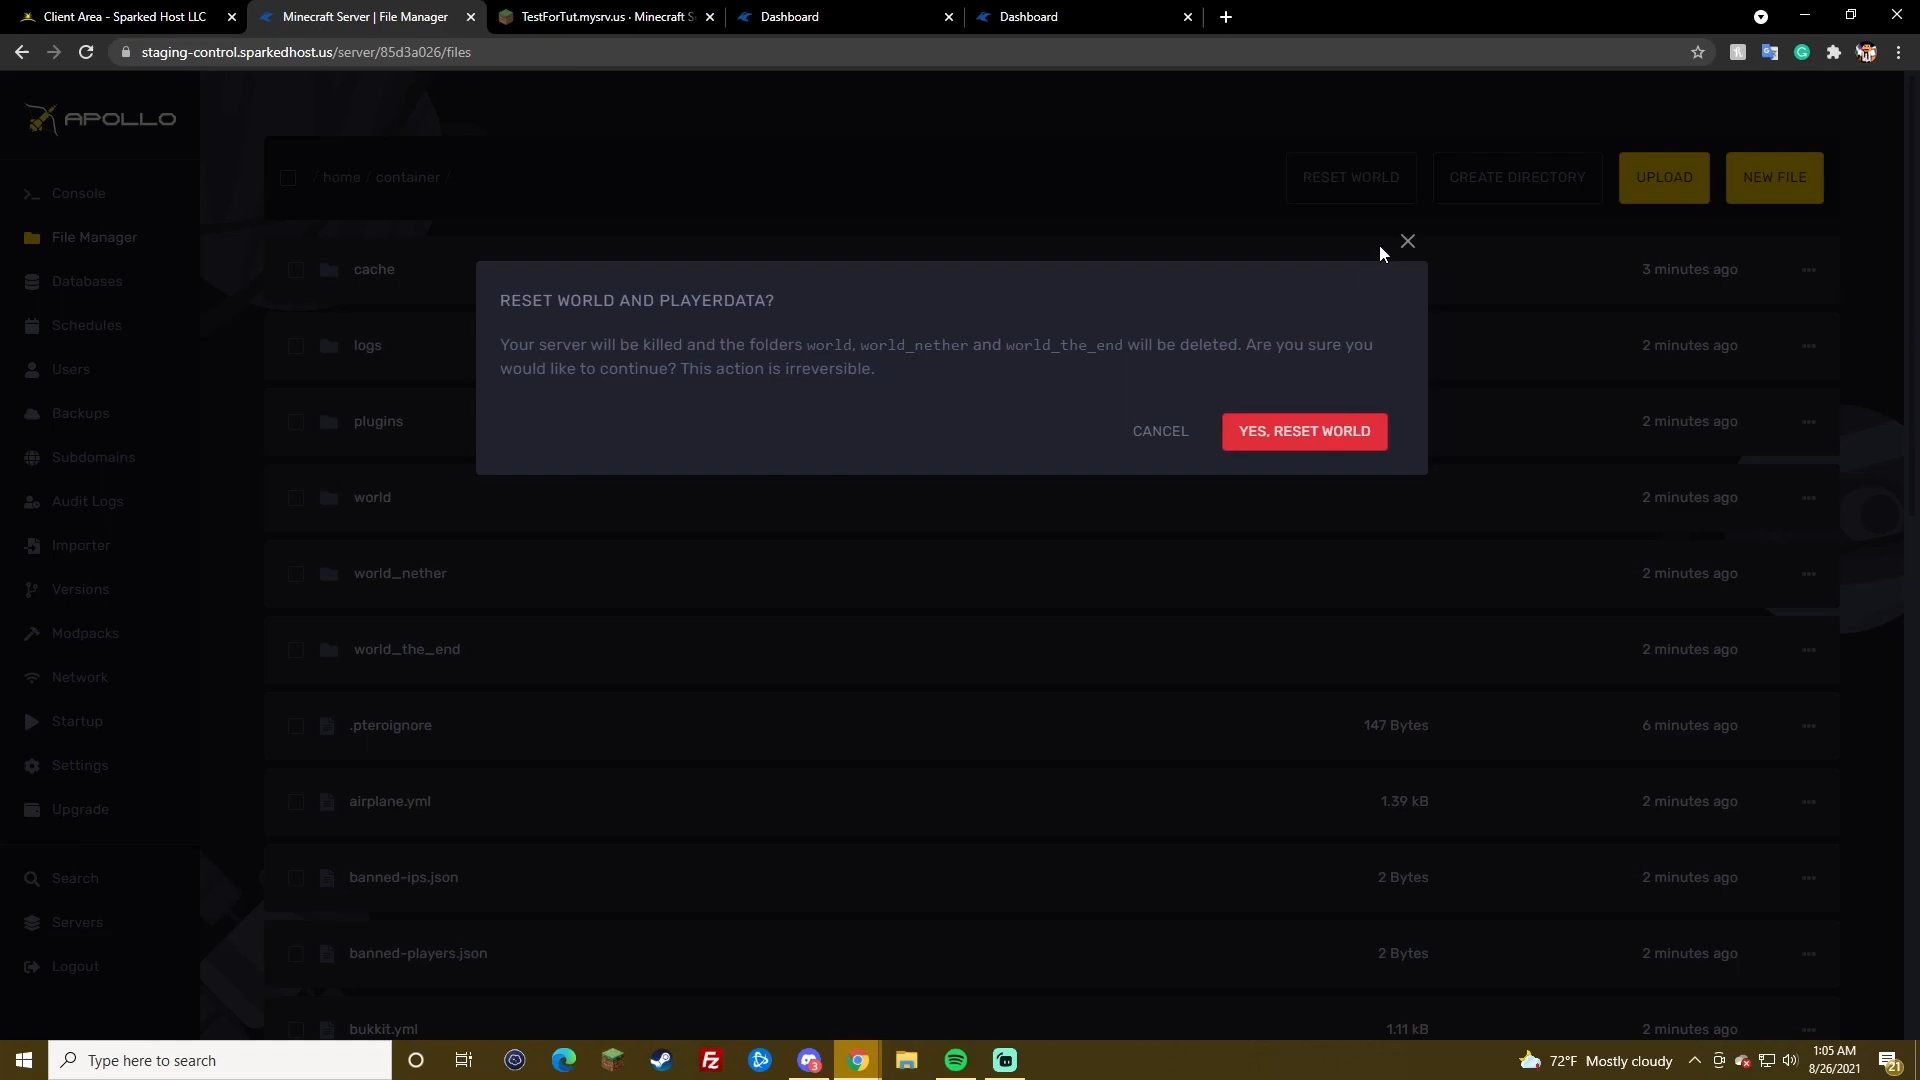 Client Area - Sparked Host LLC
Minecraft Server | File Manager
TestForTut.mysrv.us · Minecraft S
Dashboard
Dashboard
staging-control.sparkedhost.us/server/85d3a026/files
APOLLO
Console
File Manager
Databases
Schedules
Users
Backups
Subdomains
Audit Logs
Importer
Versions
Modpacks
Network
Startup
Settings
Upgrade
Search
Servers
Logout
/ home / container /
RESET WORLD
CREATE DIRECTORY
UPLOAD
NEW FILE
RESET WORLD AND PLAYERDATA?
Your server will be killed and the folders world, world_nether and world_the_end will be deleted. Are you sure you
would like to continue? This action is irreversible.
CANCEL
YES, RESET WORLD
cache 3 minutes ago
logs 2 minutes ago
plugins 2 minutes ago
world 2 minutes ago
world_nether 2 minutes ago
world_the_end 2 minutes ago
.pteroignore 147 Bytes 6 minutes ago
airplane.yml 1.39 kB 2 minutes ago
banned-ips.json 2 Bytes 2 minutes ago
banned-players.json 2 Bytes 2 minutes ago
bukkit.yml 1.11 kB 2 minutes ago
Type here to search
3
72°F Mostly cloudy
1:05 AM
8/26/2021
21